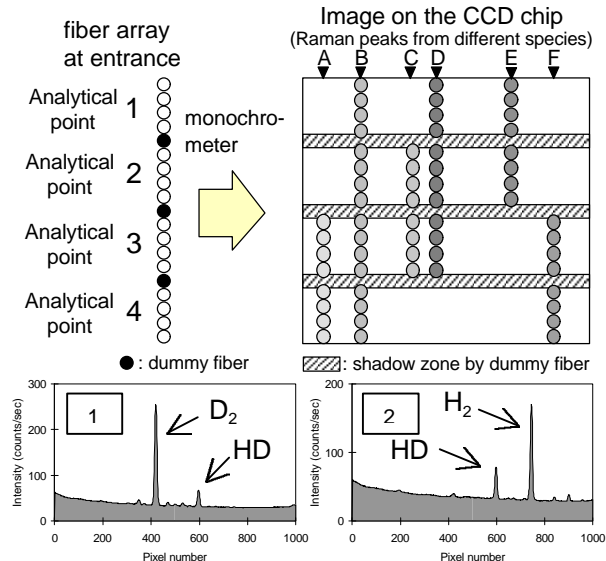 fiber array
at entrance
Image on the CCD chip
(Raman peaks from different species)
A B C D E F
Analytical
point 1
monochro-
meter
Analytical
point 2
Analytical
point 3
Analytical
point 4
: dummy fiber
: shadow zone by dummy fiber
Intensity (counts/sec)
300
200
100
0
1
D2
HD
0 200 400 600 800 1000
Pixel number
Intensity (counts/sec)
200
100
0
2
H2
HD
0 200 400 600 800 1000
Pixel number